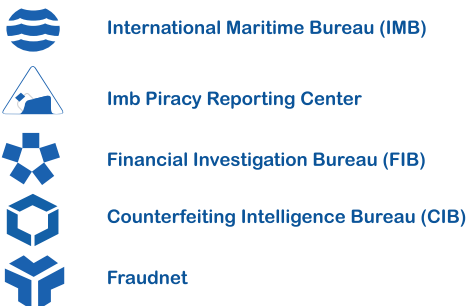 International Maritime Bureau (IMB)
Imb Piracy Reporting Center
Financial Investigation Bureau (FIB)
Counterfeiting Intelligence Bureau (CIB)
Fraudnet